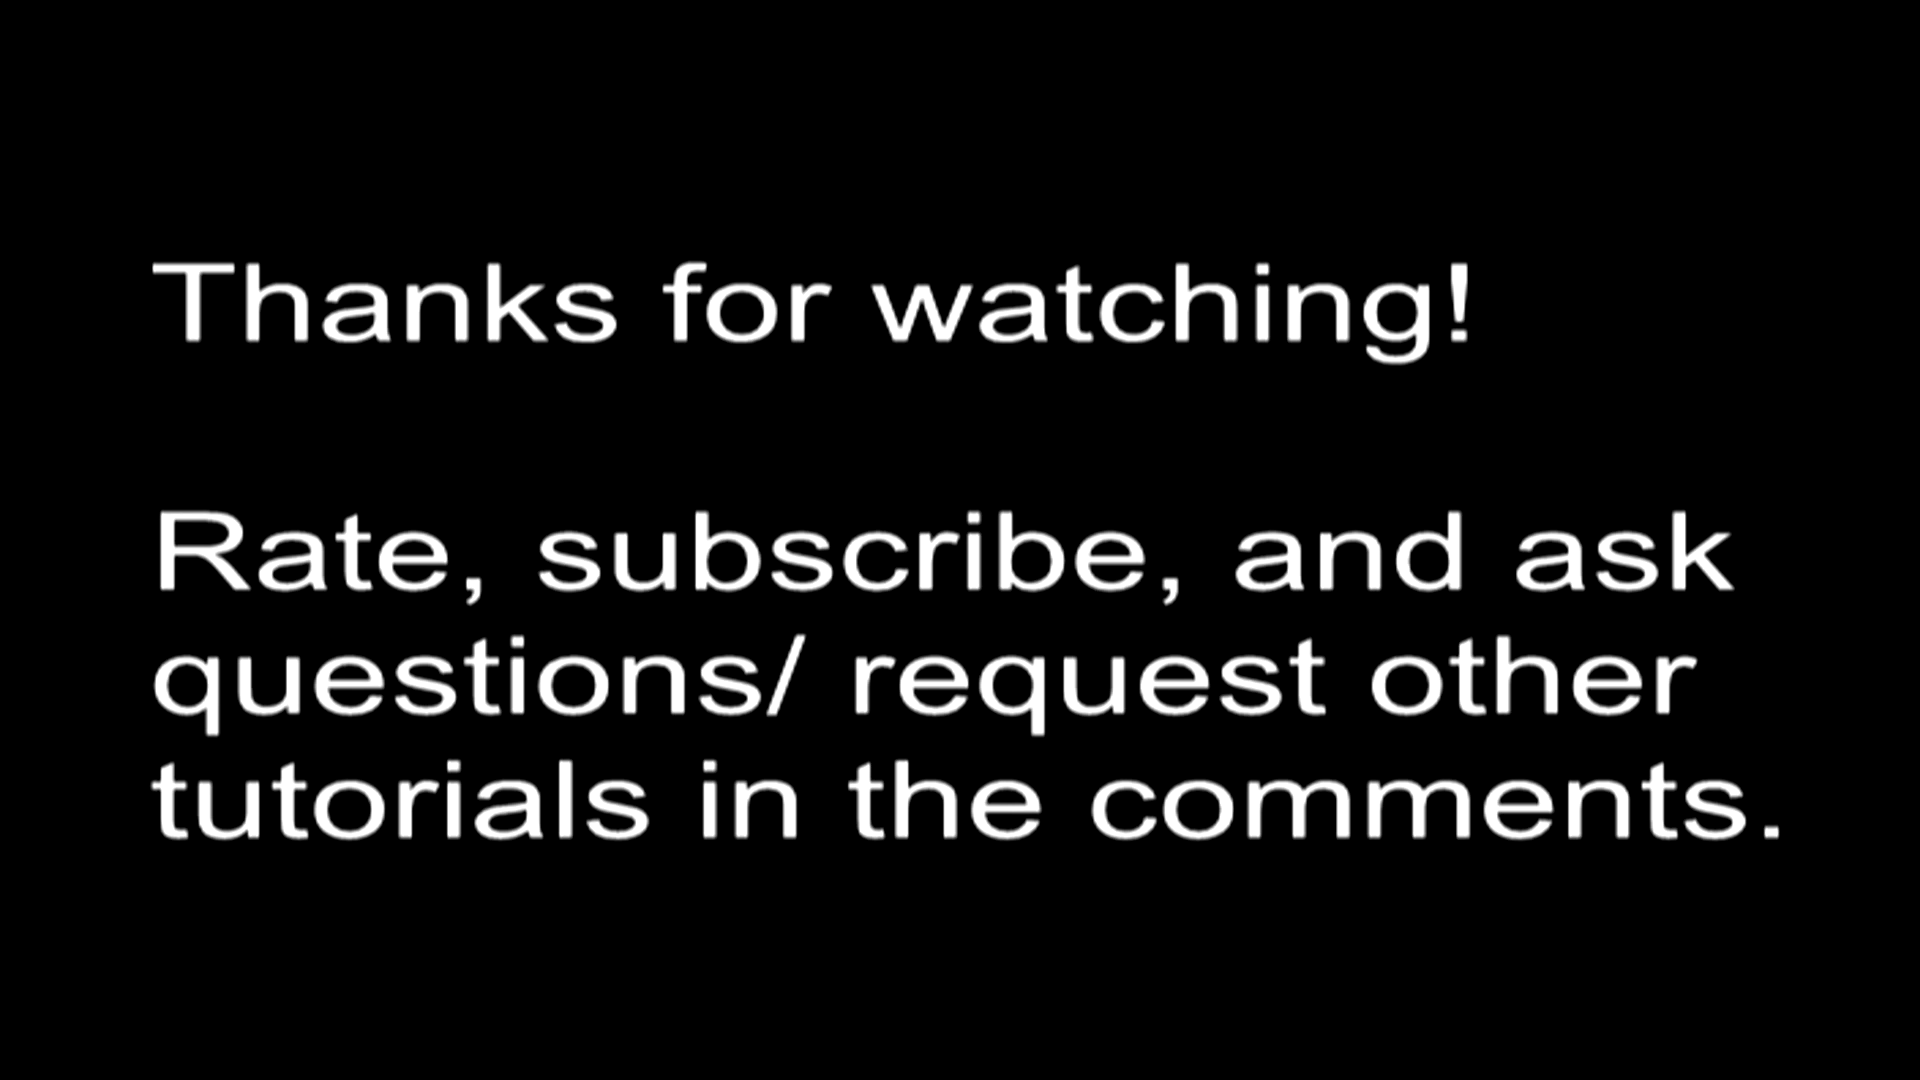 Thanks for watching!
Rate, subscribe, and ask
questions/ request other
tutorials in the comments.